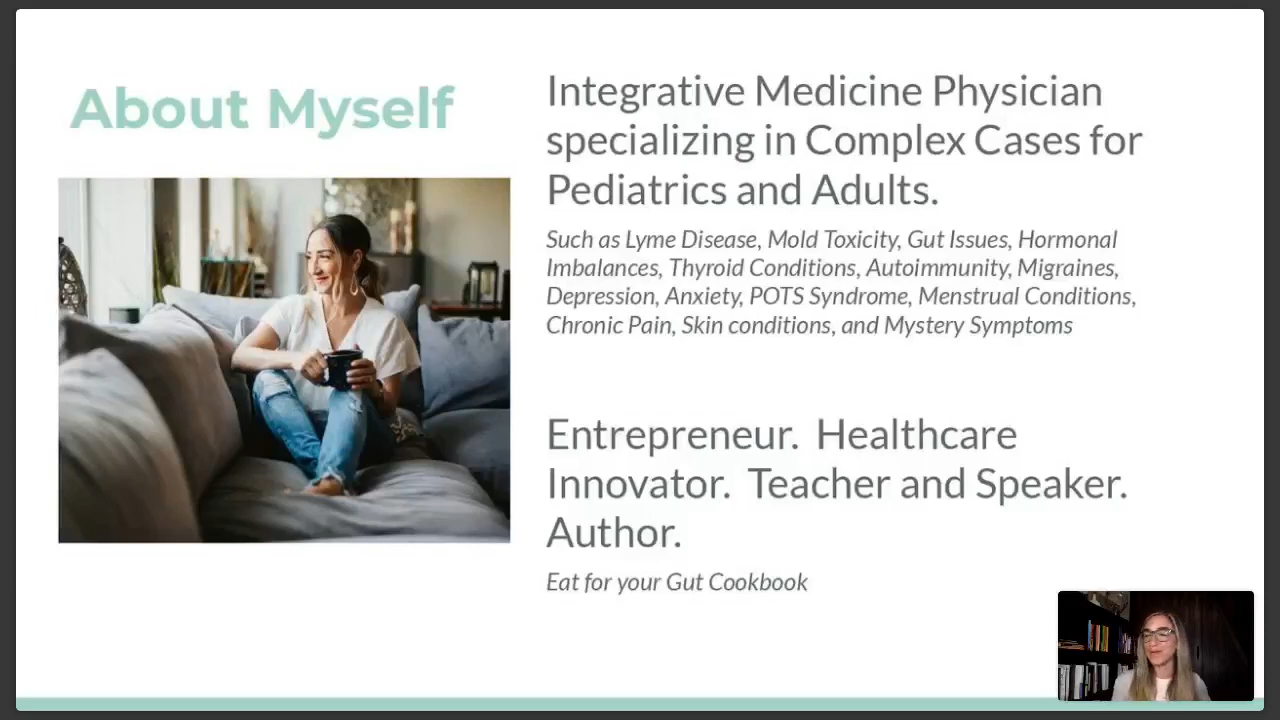 About Myself
Integrative Medicine Physician
specializing in Complex Cases for
Pediatrics and Adults.
Such as Lyme Disease, Mold Toxicity, Gut Issues, Hormonal
Imbalances, Thyroid Conditions, Autoimmunity, Migraines,
Depression, Anxiety, POTS Syndrome, Menstrual Conditions,
Chronic Pain, Skin conditions, and Mystery Symptoms
Entrepreneur.  Healthcare
Innovator.  Teacher and Speaker.
Author.
Eat for your Gut Cookbook